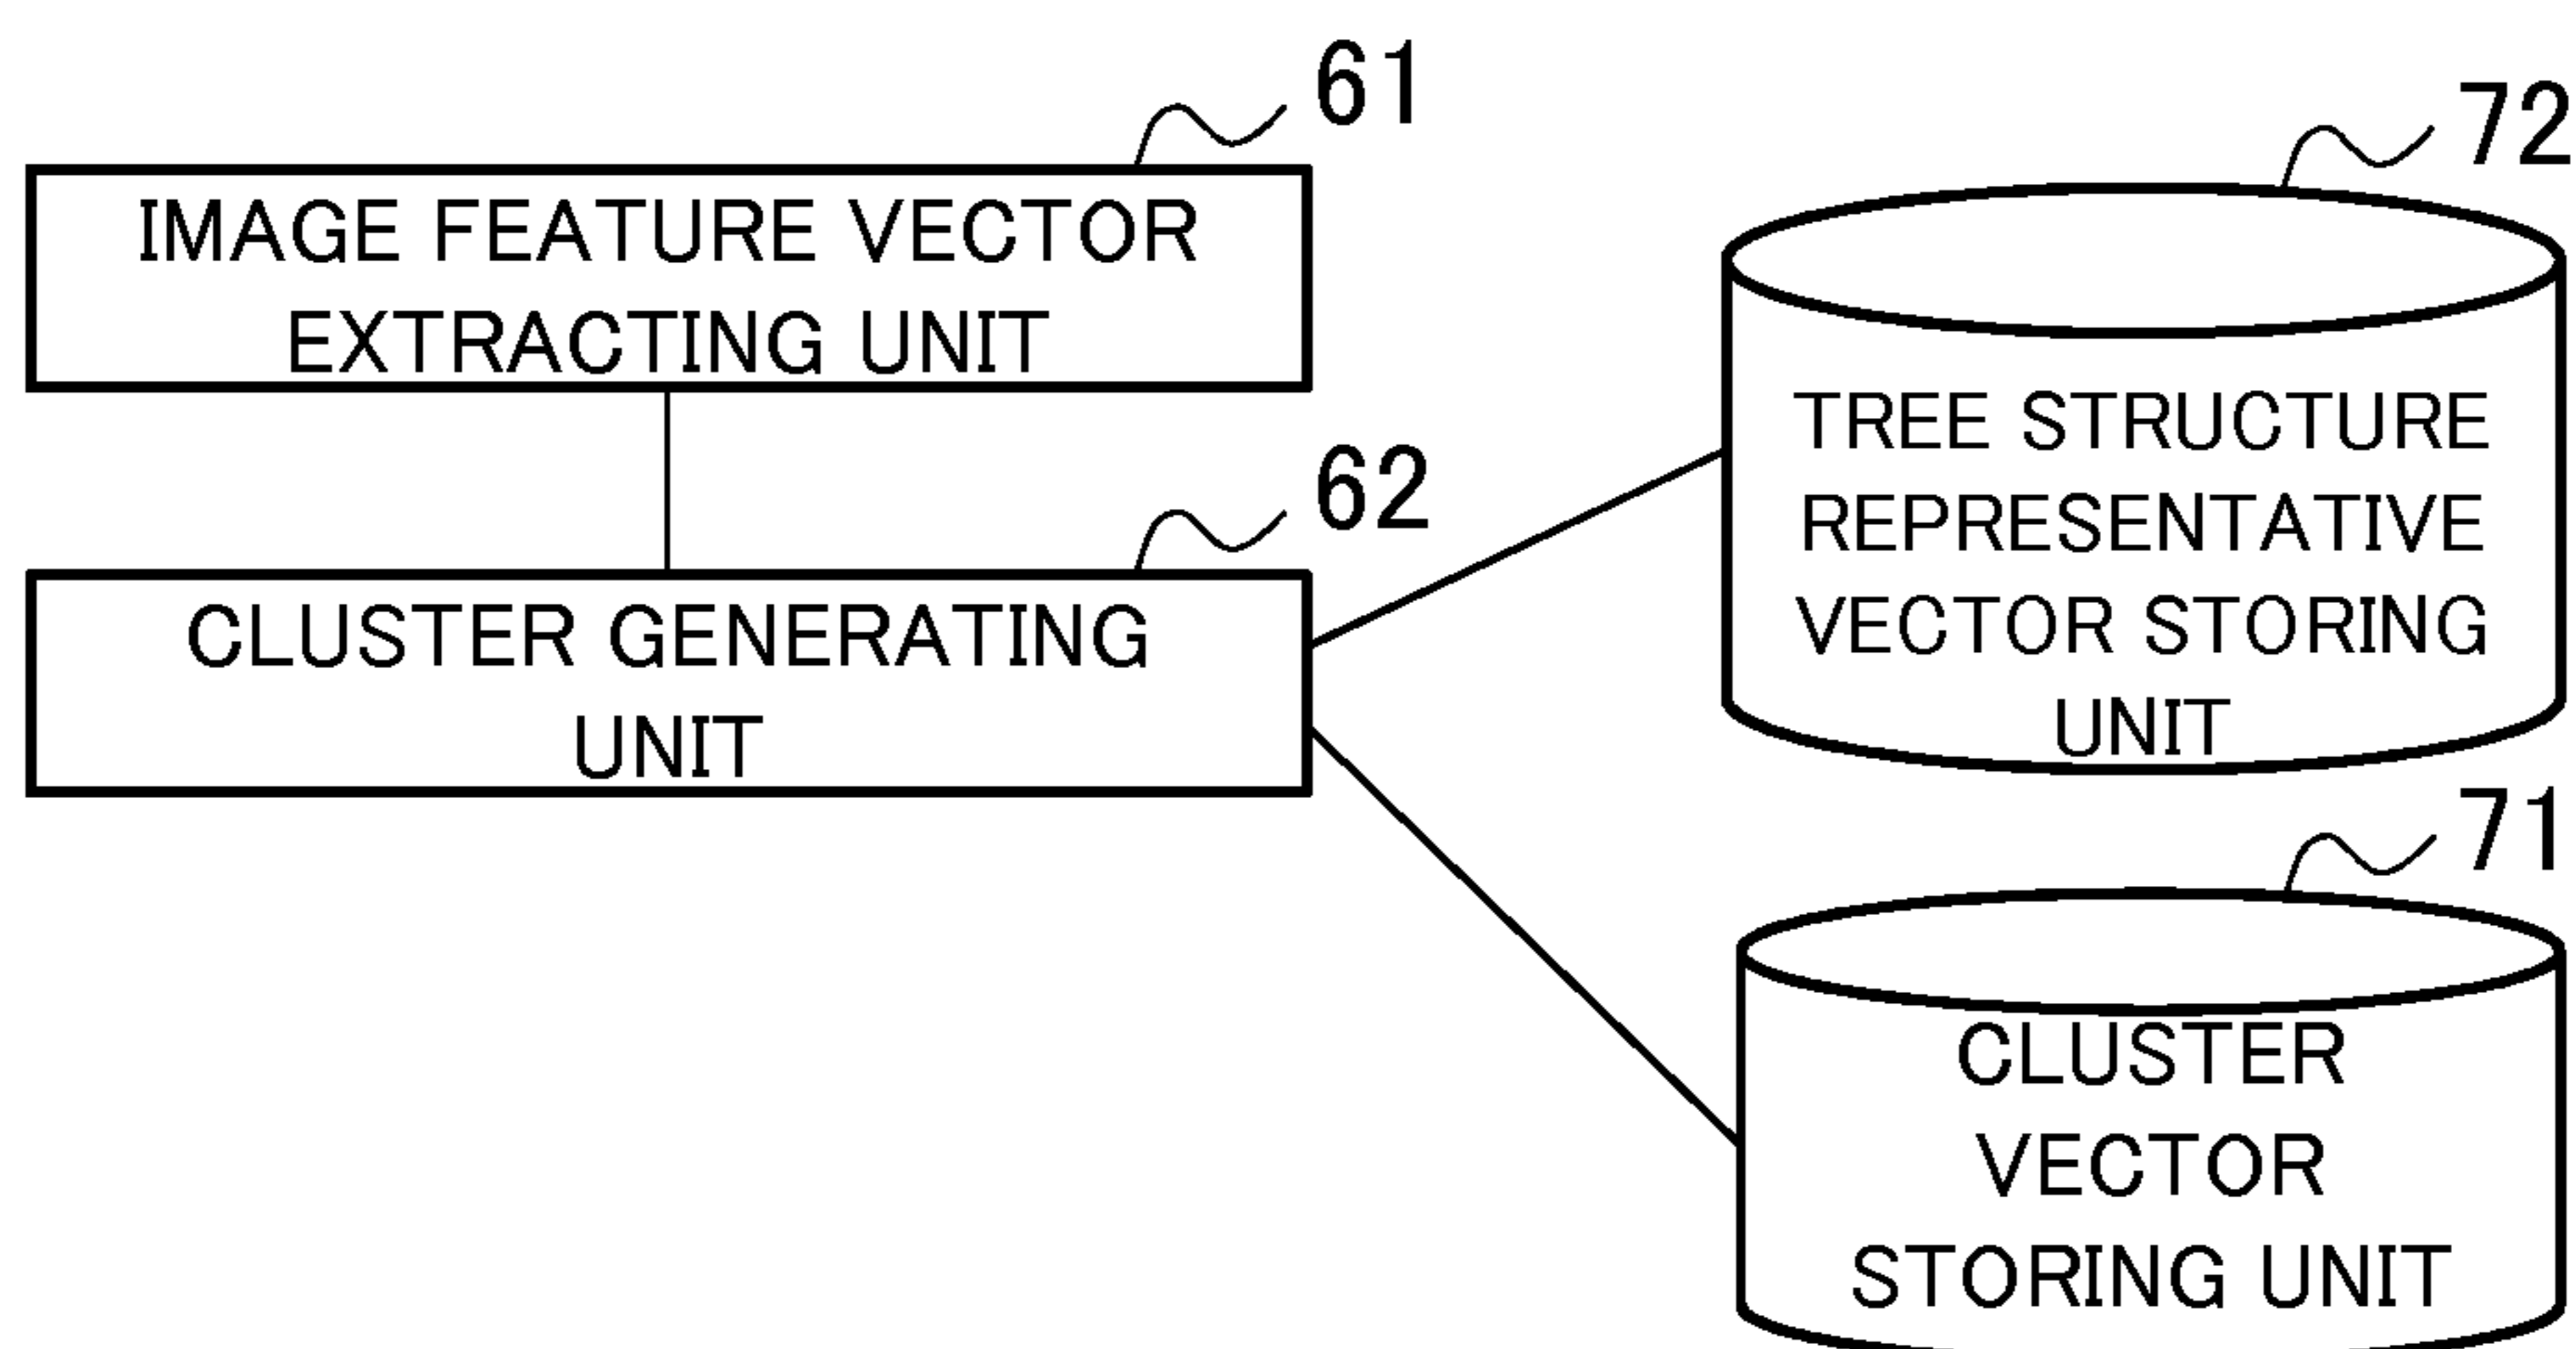 61
IMAGE FEATURE VECTOR
EXTRACTING UNIT
62
CLUSTER GENERATING
UNIT
72
TREE STRUCTURE
REPRESENTATIVE
VECTOR STORING
UNIT
71
CLUSTER
VECTOR
STORING UNIT